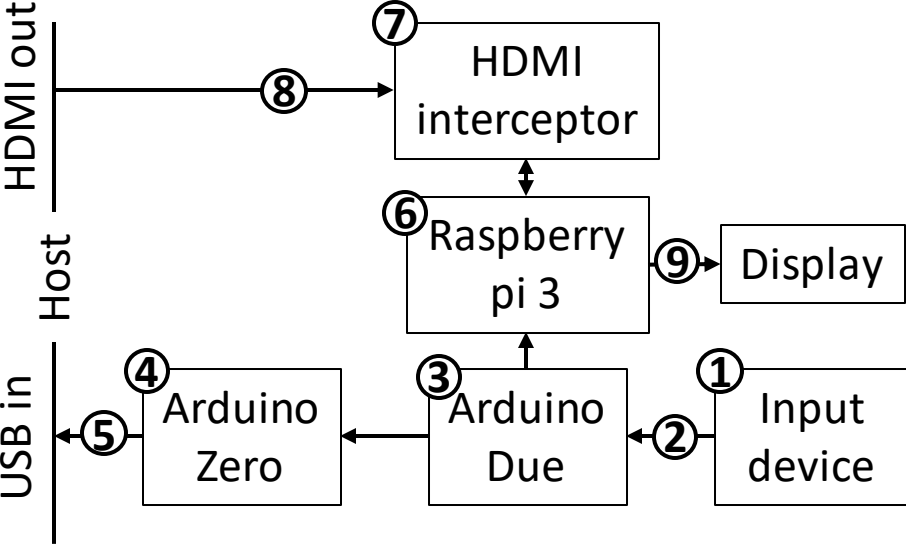 HDMI out
Host
USB in
7
HDMI
interceptor
8
6
Raspberry
pi 3
9
Display
4
Arduino
Zero
5
3
Arduino
Due
2
1
Input
device